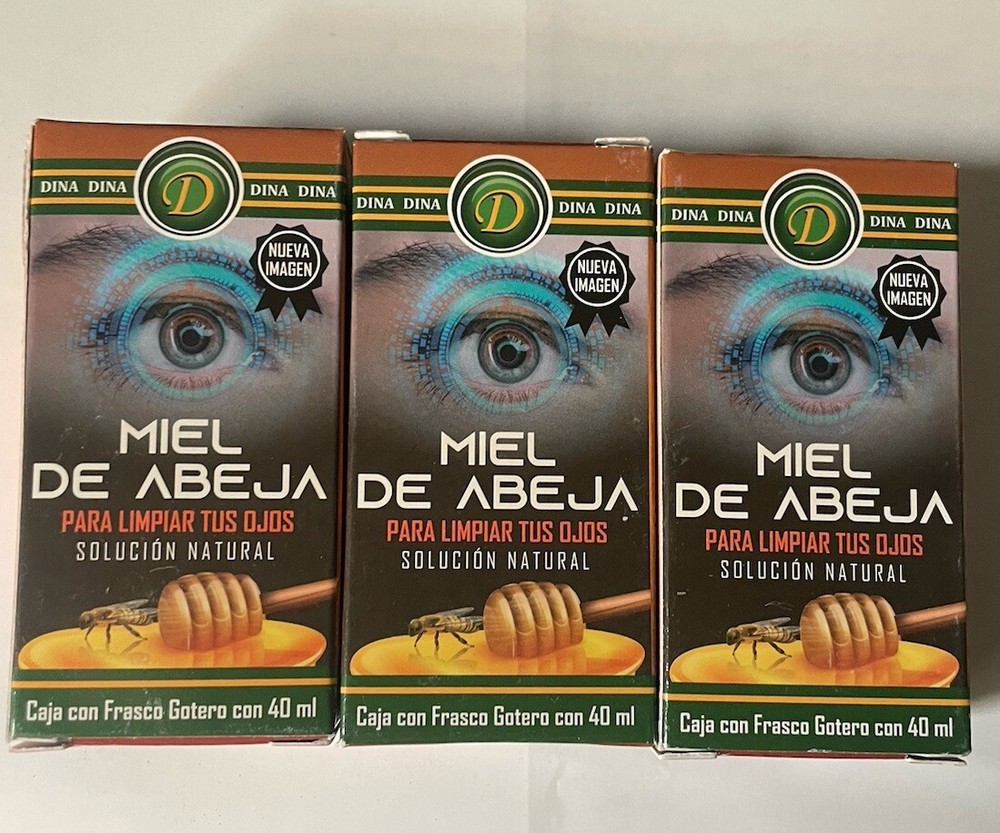 DINA DINA D DINA DINA
NUEVA
IMAGEN
MIEL
DE ABEJA
PARA LIMPIAR TUS OJOS
SOLUCIÓN NATURAL
Caja con Frasco Gotero con 40 ml
DINA DINA D DINA DINA
NUEVA
IMAGEN
MIEL
DE ABEJA
PARA LIMPIAR TUS OJOS
SOLUCIÓN NATURAL
Caja con Frasco Gotero con 40 ml
DINA DINA D DINA DINA
NUEVA
IMAGEN
MIEL
DE ABEJA
PARA LIMPIAR TUS OJOS
SOLUCIÓN NATURAL
Caja con Frasco Gotero con 40 ml